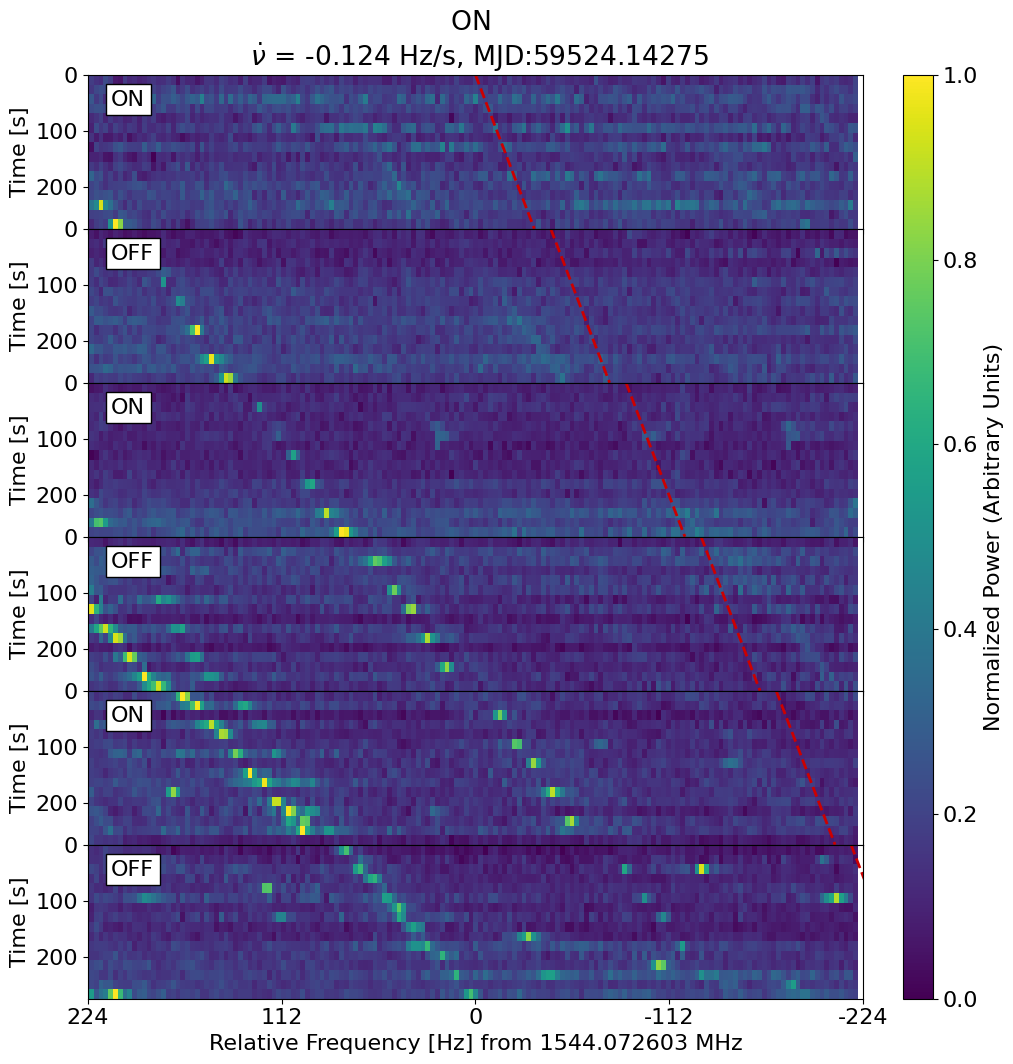 ON
ν̇ = -0.124 Hz/s, MJD:59524.14275
ON
OFF
ON
OFF
ON
OFF
Time [s]
0
100
200
Time [s]
0
100
200
Time [s]
0
100
200
Time [s]
0
100
200
Time [s]
0
100
200
Time [s]
0
100
200
224
112
0
-112
-224
Relative Frequency [Hz] from 1544.072603 MHz
1.0
0.8
0.6
0.4
0.2
0.0
Normalized Power (Arbitrary Units)